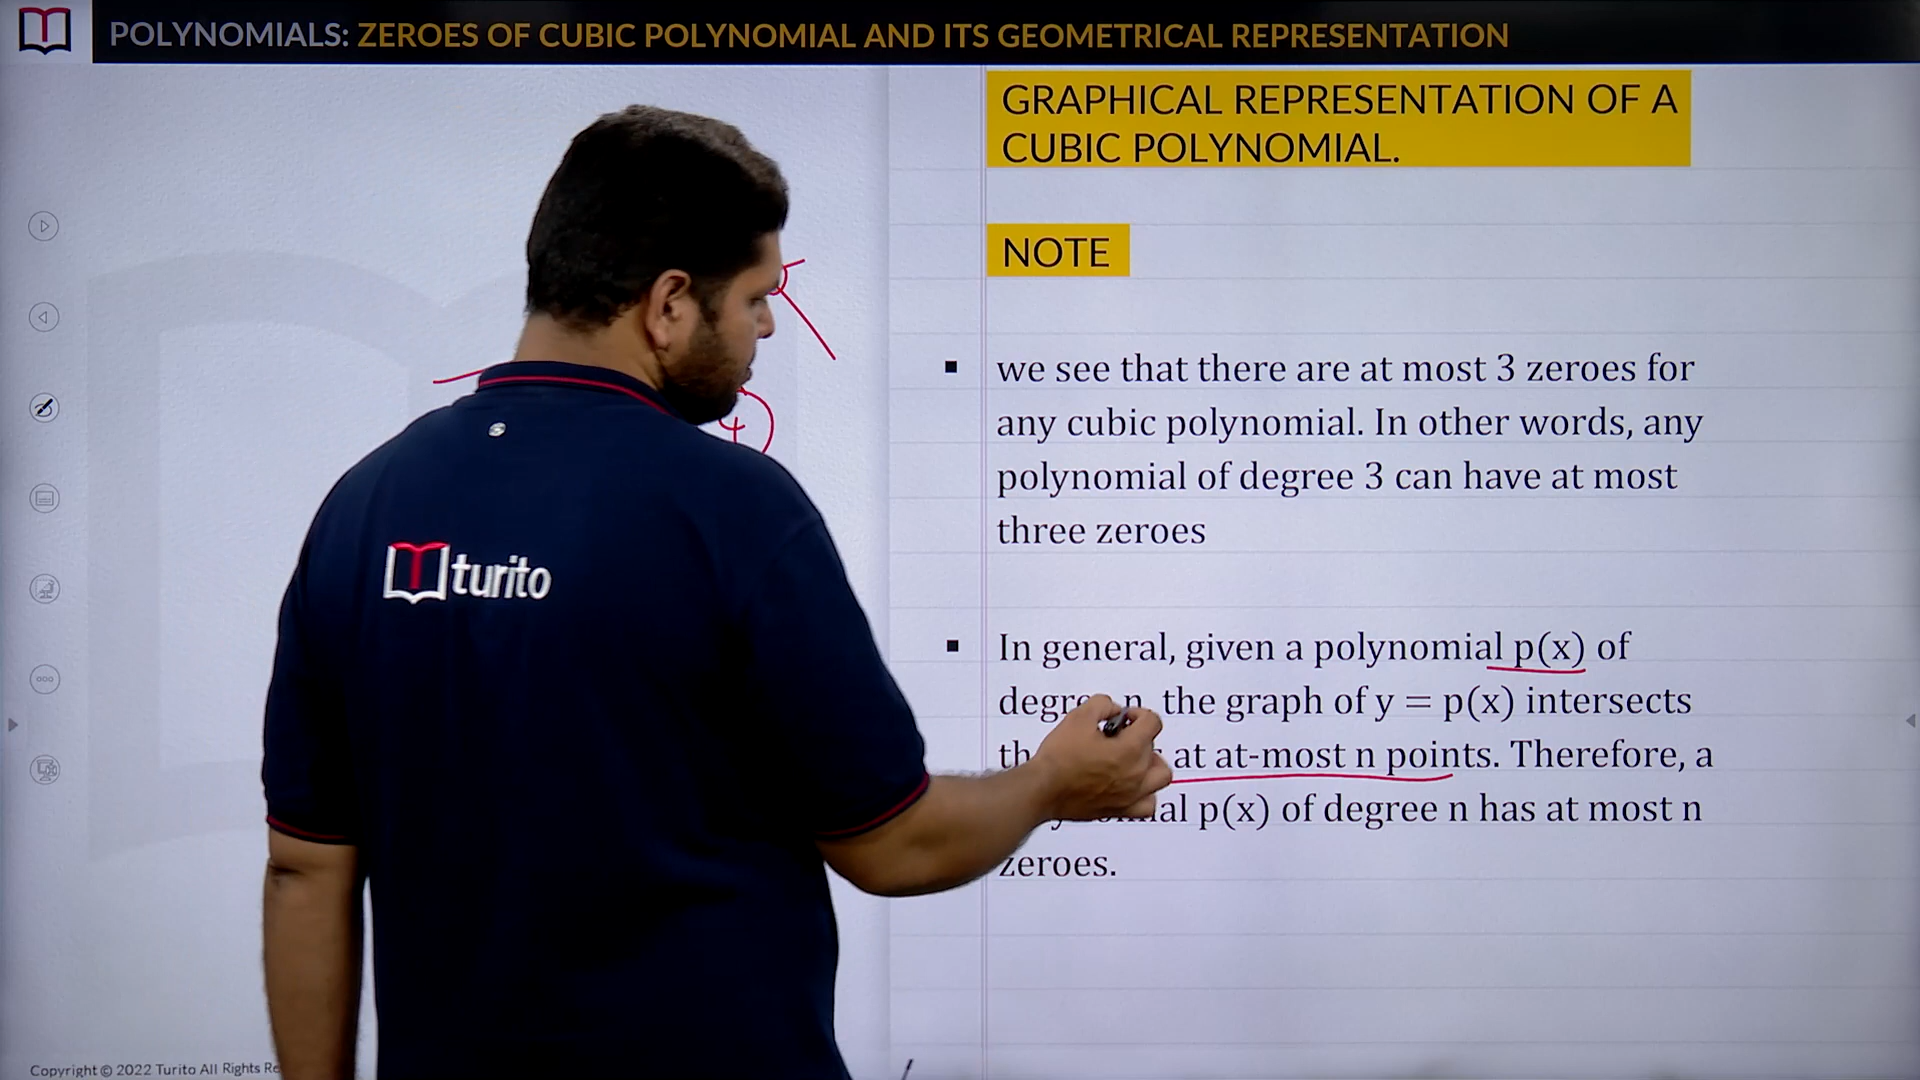 POLYNOMIALS: ZEROES OF CUBIC POLYNOMIAL AND ITS GEOMETRICAL REPRESENTATION
GRAPHICAL REPRESENTATION OF A
CUBIC POLYNOMIAL.
NOTE
▪ we see that there are at most 3 zeroes for
any cubic polynomial. In other words, any
polynomial of degree 3 can have at most
three zeroes
▪ In general, given a polynomial p(x) of
the graph of y = p(x) intersects
at at-most n points. Therefore, a
p(x) of degree n has at most n
zeroes.
turito
Copyright © 2022 Turito All Rights Re